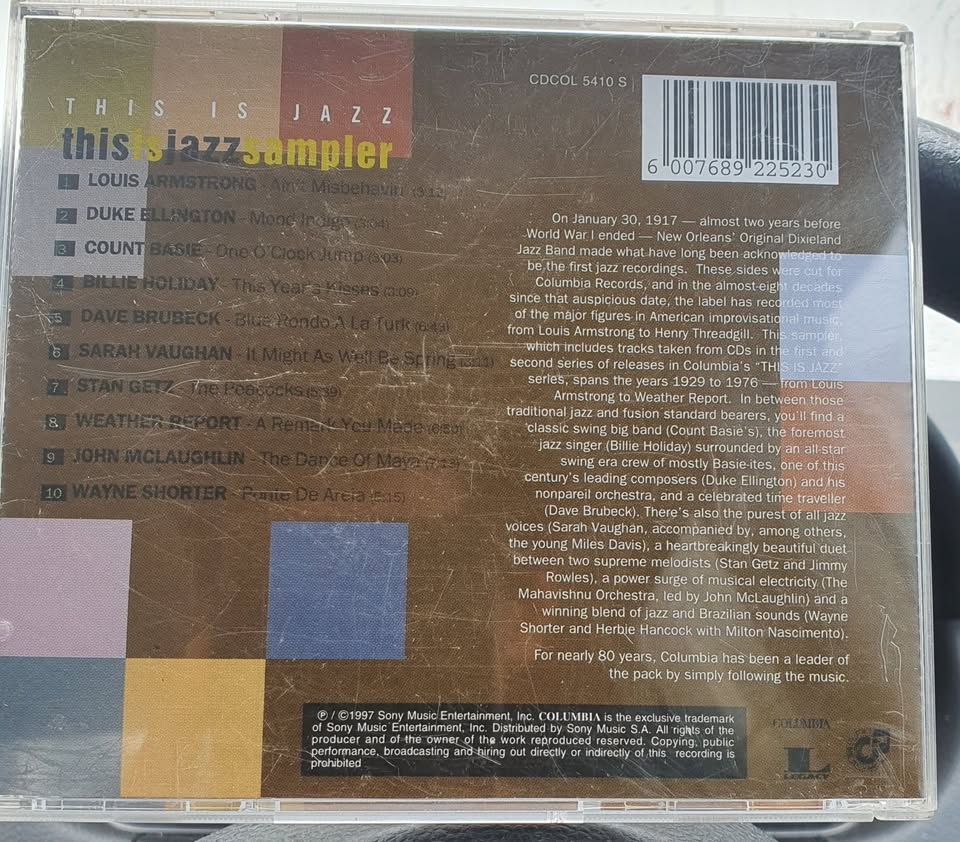 THIS IS JAZZ
thisisjazzsampler
1 LOUIS ARMSTRONG - Ain't Misbehavin' (3:12)
2 DUKE ELLINGTON - Mood Indigo (3:04)
3 COUNT BASIE - One O'Clock Jump (3:03)
4 BILLIE HOLIDAY - This Year's Kisses (3:09)
5 DAVE BRUBECK - Blue Rondo A La Turk (6:43)
6 SARAH VAUGHAN - It Might As Well Be Spring
7 STAN GETZ - The Peacocks (5:39)
8 WEATHER REPORT - A Remark You Made
9 JOHN MCLAUGHLIN - The Dance Of Maya
10 WAYNE SHORTER - Ponte De Areia (5:15)
CDCOL 5410 S
6 007689 225230
On January 30, 1917 — almost two years before
World War I ended — New Orleans' Original Dixieland
Jazz Band made what have long been acknowledged to
be the first jazz recordings. These sides were cut for
Columbia Records, and in the almost-eight decades
since that auspicious date, the label has recorded most
of the major figures in American improvisational music,
from Louis Armstrong to Henry Threadgill. This sampler,
which includes tracks taken from CDs in the first and
second series of releases in Columbia's "THIS IS JAZZ"
series, spans the years 1929 to 1976 — from Louis
Armstrong to Weather Report. In between those
traditional jazz and fusion standard bearers, you'll find a
classic swing big band (Count Basie's), the foremost
jazz singer (Billie Holiday) surrounded by an all-star
swing era crew of mostly Basie-ites, one of this
century's leading composers (Duke Ellington) and his
nonpareil orchestra, and a celebrated time traveller
(Dave Brubeck). There's also the purest of all jazz
voices (Sarah Vaughan, accompanied by, among others,
the young Miles Davis), a heartbreakingly beautiful duet
between two supreme melodists (Stan Getz and Jimmy
Rowles), a power surge of musical electricity (The
Mahavishnu Orchestra, led by John McLaughlin) and a
winning blend of jazz and Brazilian sounds (Wayne
Shorter and Herbie Hancock with Milton Nascimento).
For nearly 80 years, Columbia has been a leader of
the pack by simply following the music.
℗ / ©1997 Sony Music Entertainment, Inc. COLUMBIA is the exclusive trademark
of Sony Music Entertainment, Inc. Distributed by Sony Music S.A. All rights of the
producer and of the owner of the work reproduced reserved. Copying, public
performance, broadcasting and hiring out directly or indirectly of this recording is
prohibited
COLUMBIA
L
LEGACY